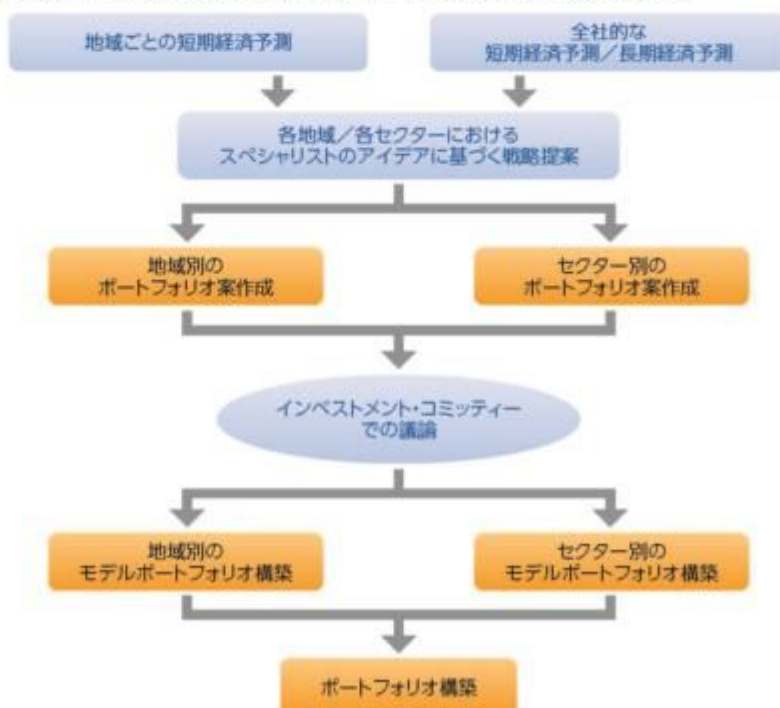 地域ごとの短期経済予測
全社的な
短期経済予測／長期経済予測
各地域／各セクターにおける
スペシャリストのアイデアに基づく戦略提案
地域別の
ポートフォリオ案作成
セクター別の
ポートフォリオ案作成
インベストメント・コミッティー
での議論
地域別の
モデルポートフォリオ構築
セクター別の
モデルポートフォリオ構築
ポートフォリオ構築